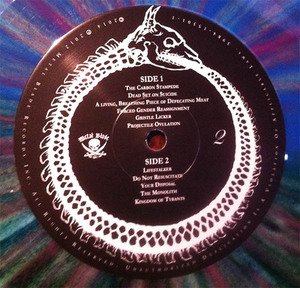 SIDE 1
THE CARBON STAMPEDE
DEAD SET ON SUICIDE
A LIVING, BREATHING PIECE OF DEFECATING MEAT
FORCED GENDER REASSIGNMENT
GRISTLE LICKER
PROJECTILE OVULATION
Metal Blade
2
SIDE 2
LIFESTALKER
DO NOT RESUSCITATE
YOUR DISPOSAL
THE MONOLITH
KINGDOM OF TYRANTS